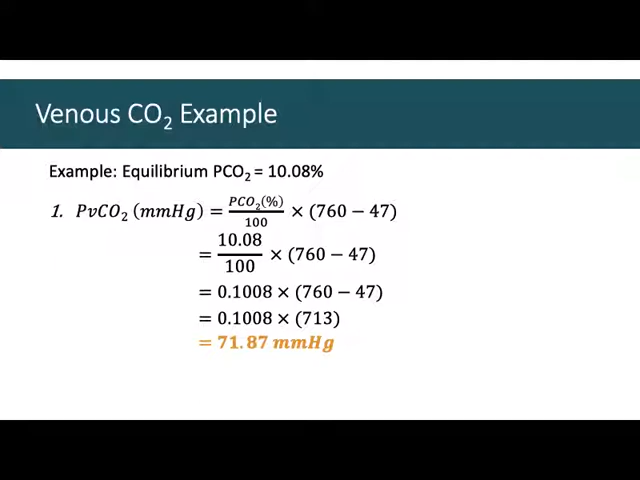 Venous CO₂ Example
Example: Equilibrium PCO₂ = 10.08%
1. PvCO₂ (mmHg) = PCO₂(%)/100 × (760 − 47)
= 10.08/100 × (760 − 47)
= 0.1008 × (760 − 47)
= 0.1008 × (713)
= 71.87 mmHg